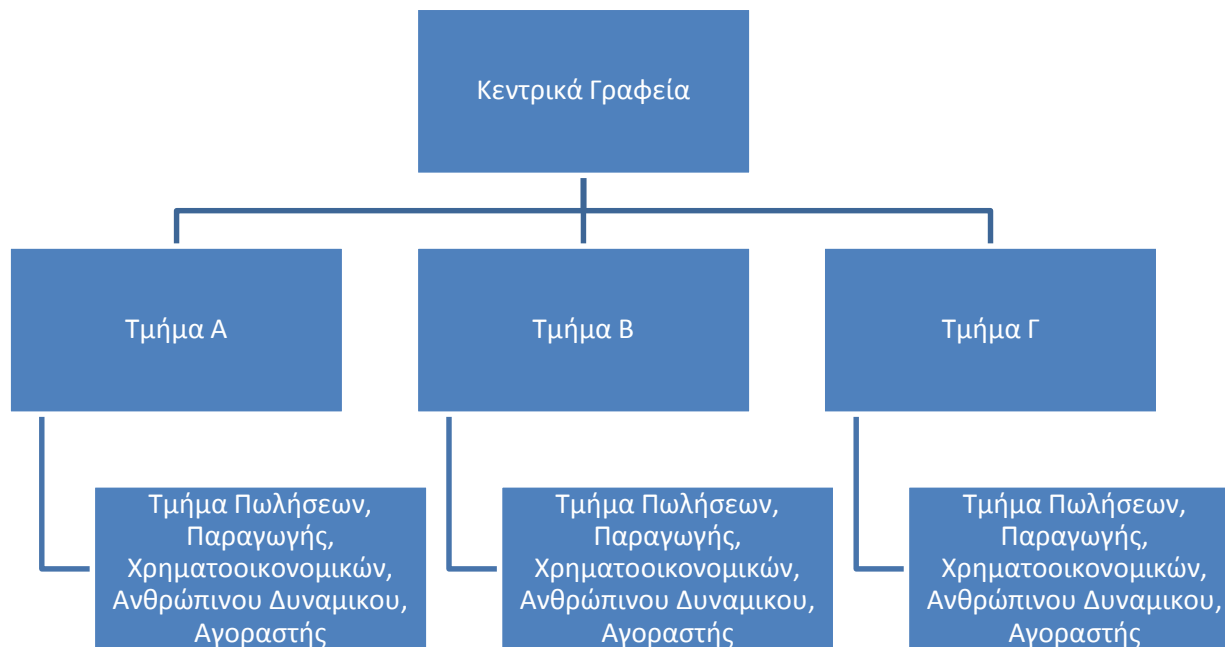 Κεντρικά Γραφεία
Τμήμα Α
Τμήμα Β
Τμήμα Γ
Τμήμα Πωλήσεων,
Παραγωγής,
Χρηματοοικονομικών,
Ανθρώπινου Δυναμικου,
Αγοραστής
Τμήμα Πωλήσεων,
Παραγωγής,
Χρηματοοικονομικών,
Ανθρώπινου Δυναμικου,
Αγοραστής
Τμήμα Πωλήσεων,
Παραγωγής,
Χρηματοοικονομικών,
Ανθρώπινου Δυναμικου,
Αγοραστής